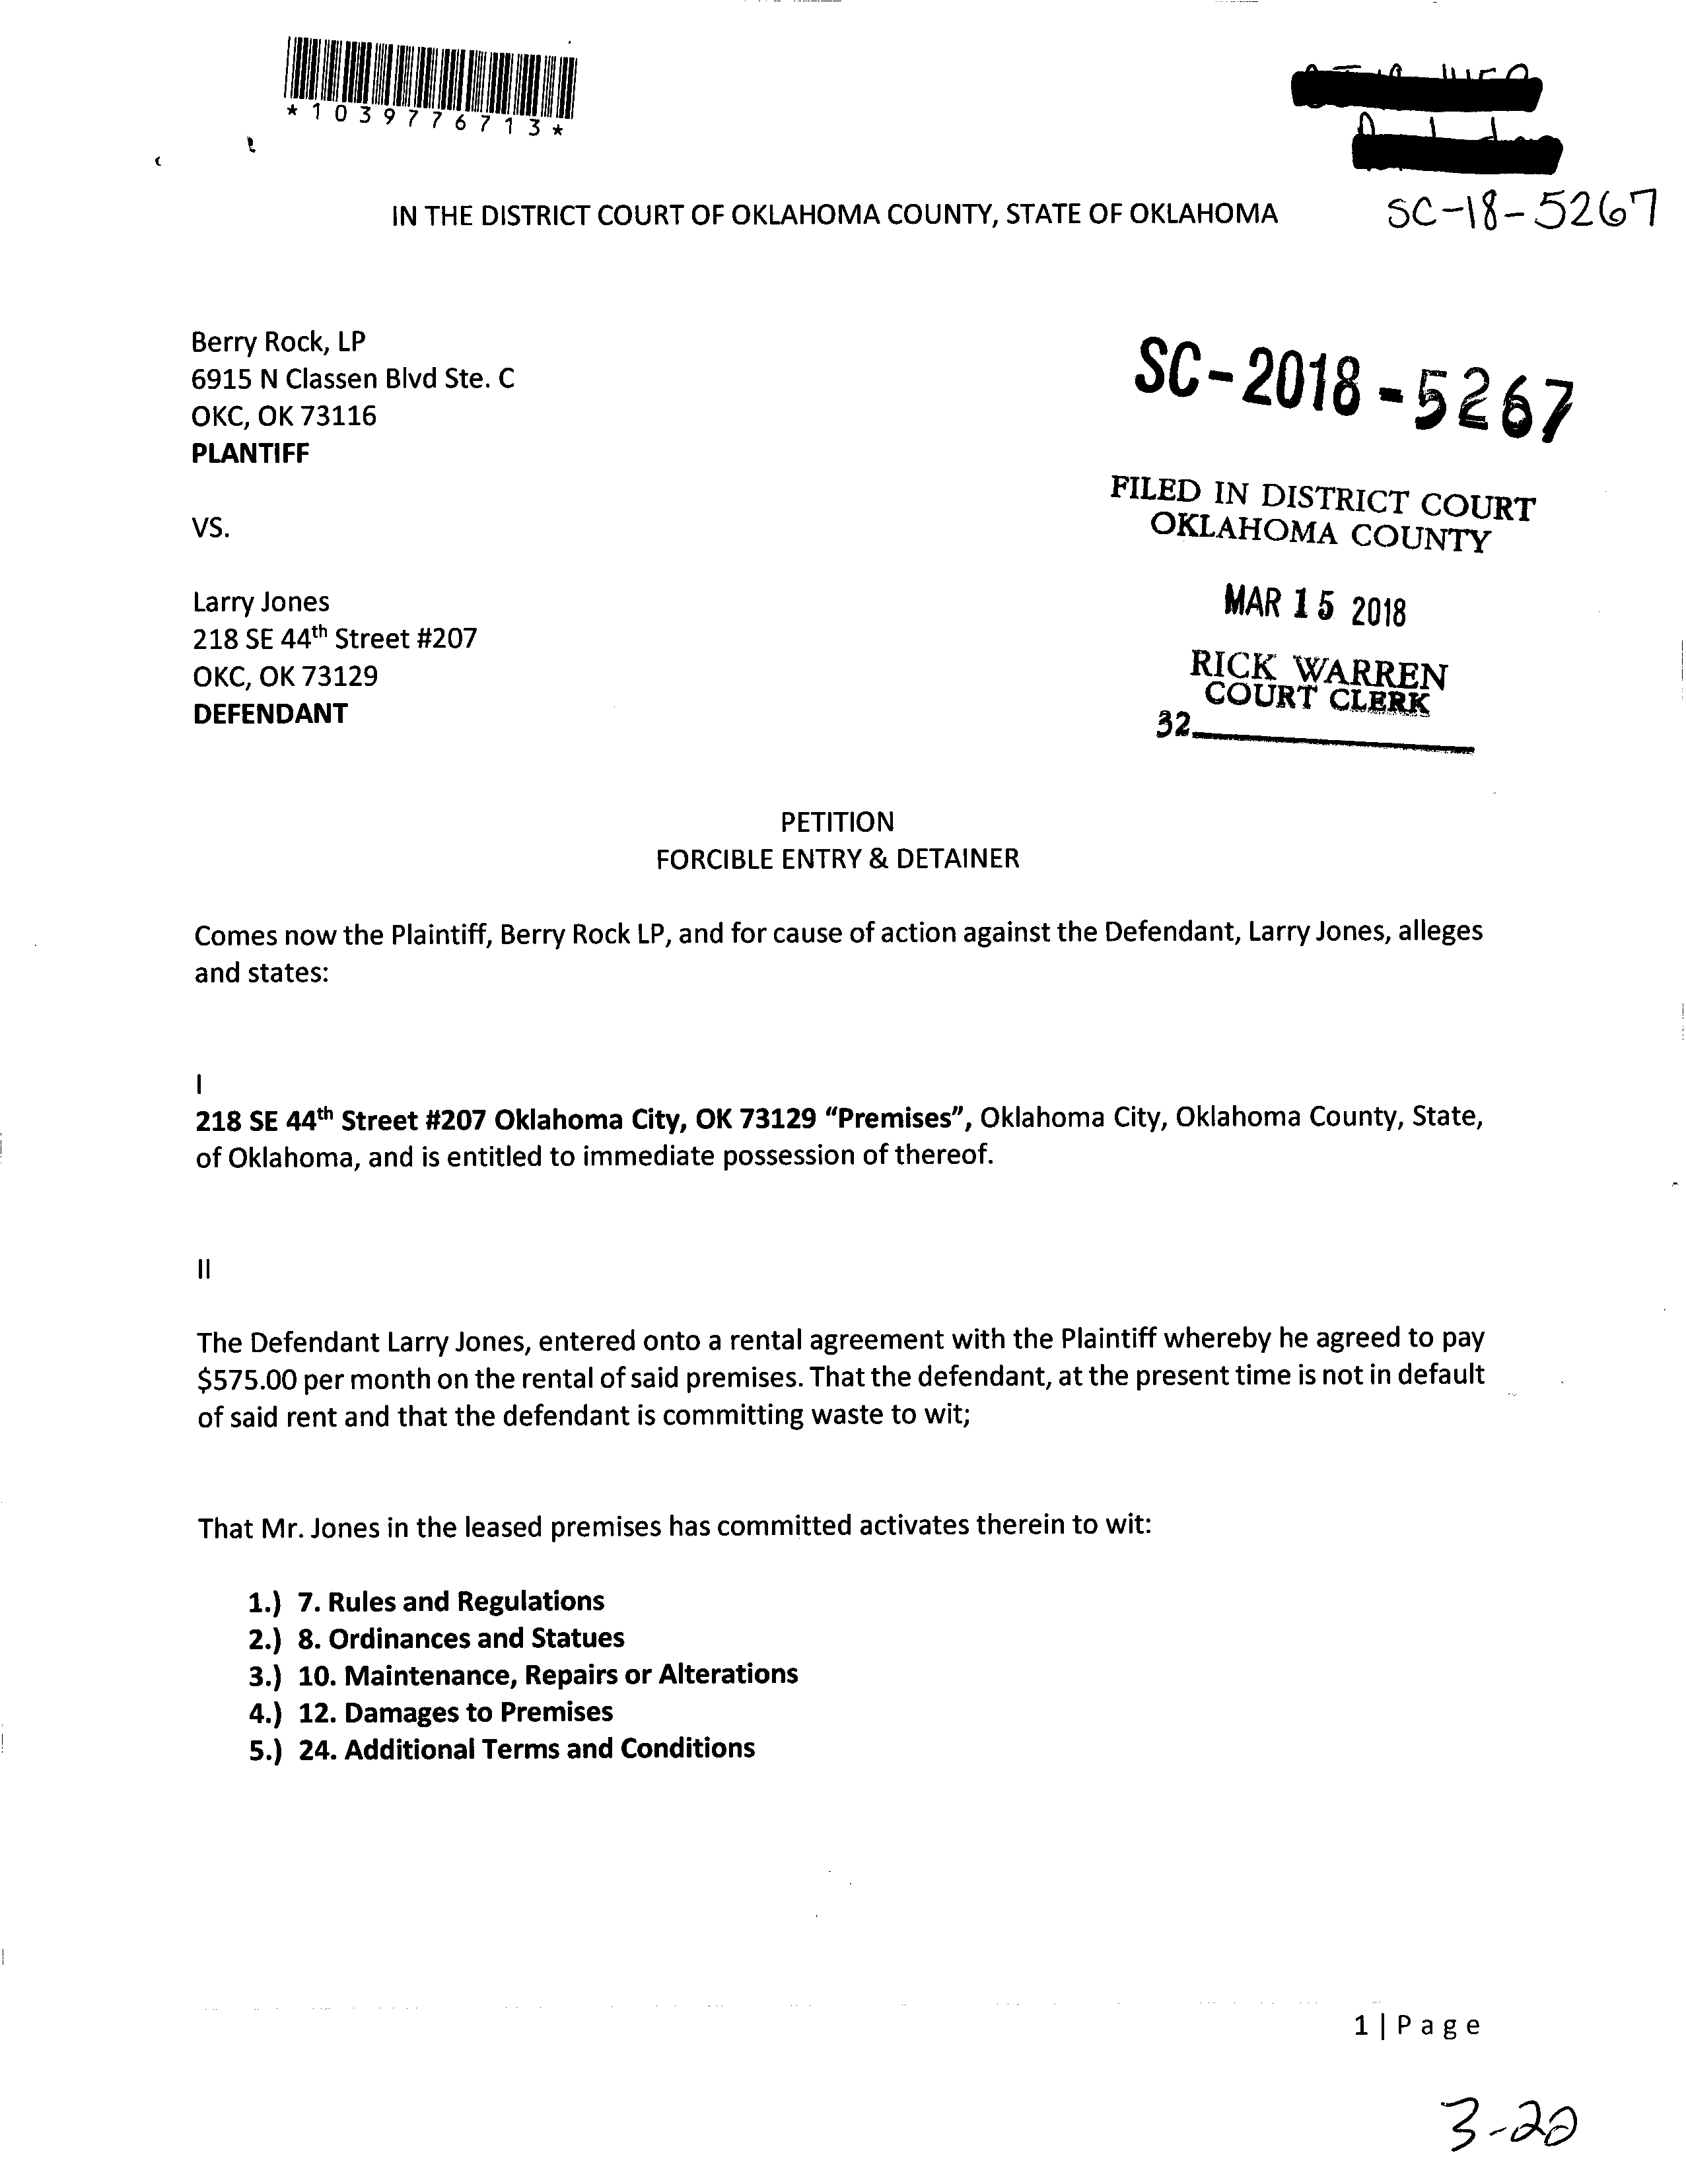 *1039776713*
IN THE DISTRICT COURT OF OKLAHOMA COUNTY, STATE OF OKLAHOMA
SC-18-5267
Berry Rock, LP
6915 N Classen Blvd Ste. C
OKC, OK 73116
PLANTIFF
SC-2018-5267
FILED IN DISTRICT COURT
OKLAHOMA COUNTY
VS.
MAR 15 2018
Larry Jones
218 SE 44th Street #207
OKC, OK 73129
DEFENDANT
RICK WARREN
COURT CLERK
32
PETITION
FORCIBLE ENTRY & DETAINER
Comes now the Plaintiff, Berry Rock LP, and for cause of action against the Defendant, Larry Jones, alleges
and states:
I
218 SE 44th Street #207 Oklahoma City, OK 73129 “Premises”, Oklahoma City, Oklahoma County, State,
of Oklahoma, and is entitled to immediate possession of thereof.
II
The Defendant Larry Jones, entered onto a rental agreement with the Plaintiff whereby he agreed to pay
$575.00 per month on the rental of said premises. That the defendant, at the present time is not in default
of said rent and that the defendant is committing waste to wit;
That Mr. Jones in the leased premises has committed activates therein to wit:
1.) 7. Rules and Regulations
2.) 8. Ordinances and Statues
3.) 10. Maintenance, Repairs or Alterations
4.) 12. Damages to Premises
5.) 24. Additional Terms and Conditions
1 | Page
3-20